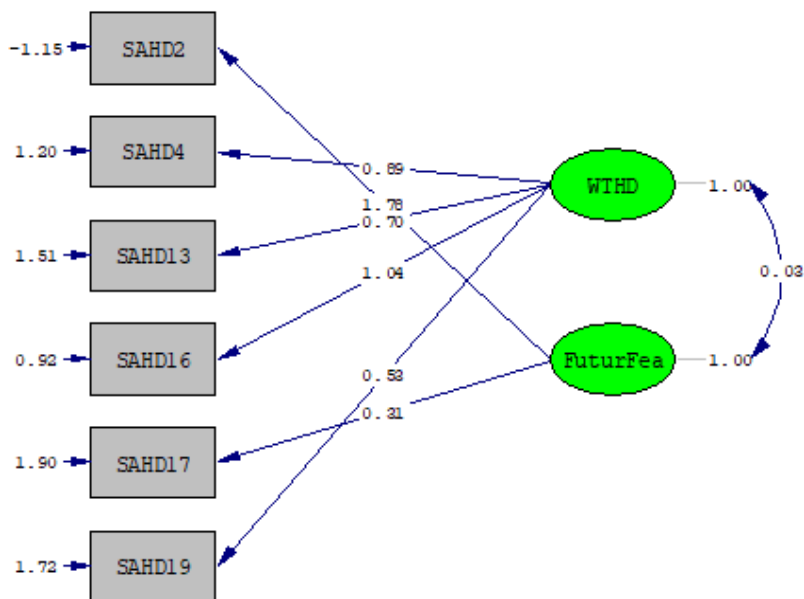 -1.15 SAHD2
1.20 SAHD4 0.89 WTHD 1.00
1.78
0.70
1.51 SAHD13
1.04 0.03
0.92 SAHD16 FuturFea 1.00
0.53
0.31
1.90 SAHD17
1.72 SAHD19